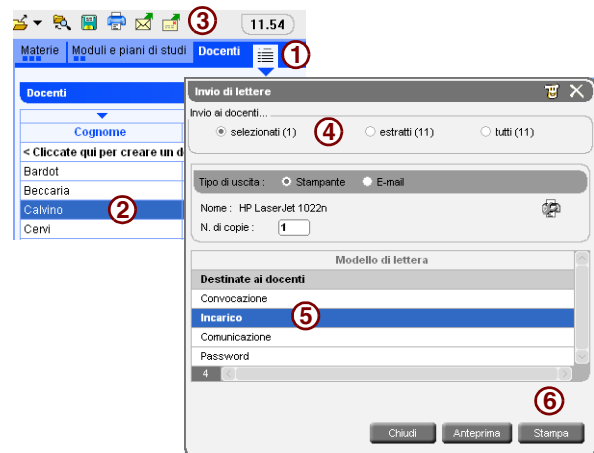 ③ 11.54
Materie Moduli e piani di studi Docenti ①
Docenti
Cognome
< Cliccate qui per creare un d
Bardot
Beccaria
Calvino ②
Cervi
Invio di lettere
Invio ai docenti...
selezionati (1) ④ estratti (11) tutti (11)
Tipo di uscita : Stampante E-mail
Nome : HP LaserJet 1022n
N. di copie : 1
Modello di lettera
Destinate ai docenti
Convocazione
Incarico ⑤
Comunicazione
Password
4
⑥
Chiudi Anteprima Stampa